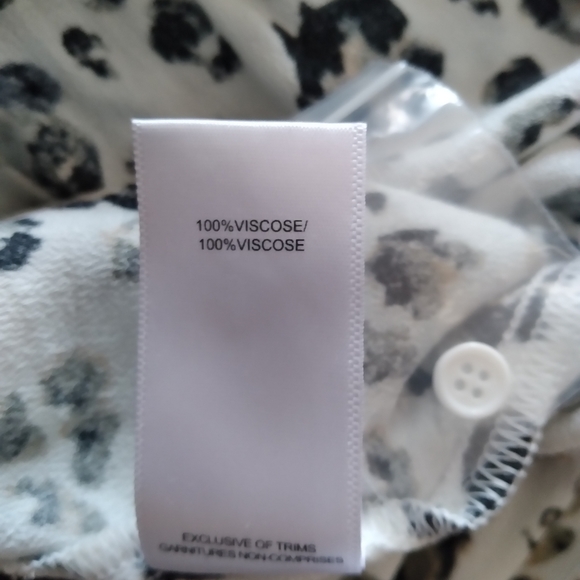 100%VISCOSE/
100%VISCOSE
EXCLUSIVE OF TRIMS
GARNITURES NON-COMPRISES